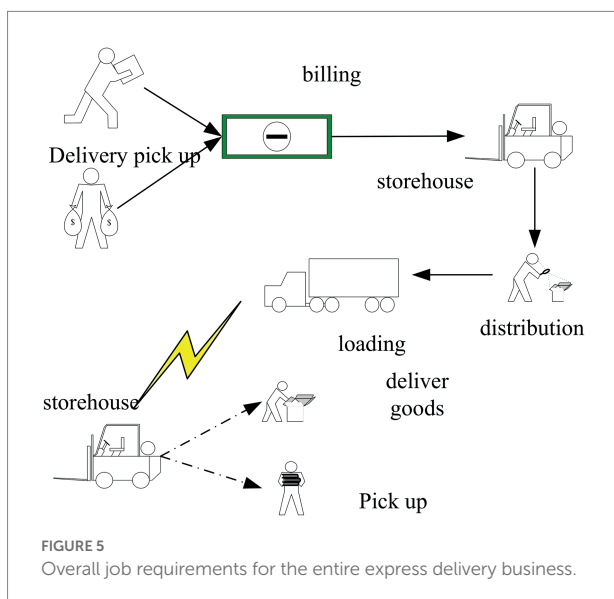 billing
Delivery pick up
storehouse
$ $
distribution
loading
deliver
goods
storehouse
Pick up
FIGURE 5
Overall job requirements for the entire express delivery business.